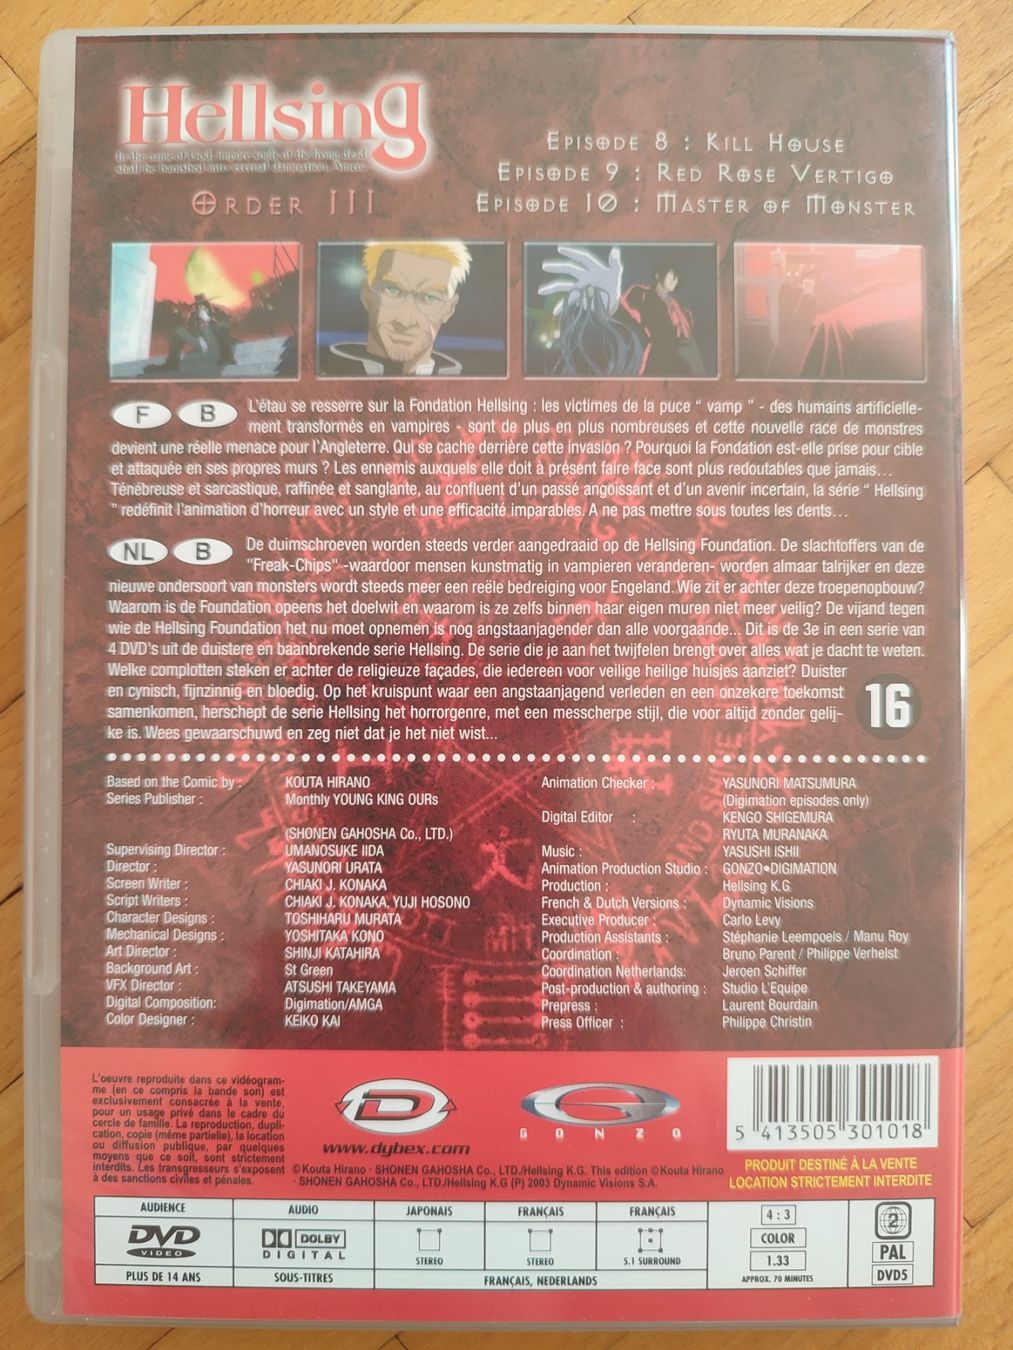 Hellsing
In the name of God, impure souls of the living dead
shall be banished into eternal damnation. Amen.
Order III
Episode 8 : Kill House
Episode 9 : Red Rose Vertigo
Episode 10 : Master of Monster
F B L'étau se resserre sur la Fondation Hellsing : les victimes de la puce “ vamp ” - des humains artificielle-
ment transformés en vampires - sont de plus en plus nombreuses et cette nouvelle race de monstres
devient une réelle menace pour l'Angleterre. Qui se cache derrière cette invasion ? Pourquoi la Fondation est-elle prise pour cible
et attaquée en ses propres murs ? Les ennemis auxquels elle doit à présent faire face sont plus redoutables que jamais...
Ténébreuse et sarcastique, raffinée et sanglante, au confluent d'un passé angoissant et d'un avenir incertain, la série “ Hellsing
” redéfinit l'animation d'horreur avec un style et une efficacité imparables. A ne pas mettre sous toutes les dents...
NL B De duimschroeven worden steeds verder aangedraaid op de Hellsing Foundation. De slachtoffers van de
"Freak-Chips" -waardoor mensen kunstmatig in vampieren veranderen- worden almaar talrijker en deze
nieuwe ondersoort van monsters wordt steeds meer een reële bedreiging voor Engeland. Wie zit er achter deze troepenopbouw?
Waarom is de Foundation opeens het doelwit en waarom is ze zelfs binnen haar eigen muren niet meer veilig? De vijand tegen
wie de Hellsing Foundation het nu moet opnemen is nog angstaanjagender dan alle voorgaande... Dit is de 3e in een serie van
4 DVD's uit de duistere en baanbrekende serie Hellsing. De serie die je aan het twijfelen brengt over alles wat je dacht te weten.
Welke complotten steken er achter de religieuze façades, die iedereen voor veilige heilige huisjes aanziet? Duister
en cynisch, fijnzinnig en bloedig. Op het kruispunt waar een angstaanjagend verleden en een onzekere toekomst
samenkomen, herschept de serie Hellsing het horrorgenre, met een messcherpe stijl, die voor altijd zonder gelij-
ke is. Wees gewaarschuwd en zeg niet dat je het niet wist...
16
Based on the Comic by : KOUTA HIRANO
Series Publisher : Monthly YOUNG KING OURs
(SHONEN GAHOSHA Co., LTD.)
Supervising Director : UMANOSUKE IIDA
Director : YASUNORI URATA
Screen Writer : CHIAKI J. KONAKA
Script Writers : CHIAKI J. KONAKA, YUJI HOSONO
Character Designs : TOSHIHARU MURATA
Mechanical Designs : YOSHITAKA KONO
Art Director : SHINJI KATAHIRA
Background Art : St Green
VFX Director : ATSUSHI TAKEYAMA
Digital Composition: Digimation/AMGA
Color Designer : KEIKO KAI
Animation Checker : YASUNORI MATSUMURA
(Digimation episodes only)
Digital Editor : KENGO SHIGEMURA
RYUTA MURANAKA
Music : YASUSHI ISHII
Animation Production Studio : GONZO•DIGIMATION
Production : Hellsing K.G
French & Dutch Versions : Dynamic Visions
Executive Producer : Carlo Levy
Production Assistants : Stéphanie Leempoels / Manu Roy
Coordination : Bruno Parent / Philippe Verhelst
Coordination Netherlands: Jeroen Schiffer
Post-production & authoring : Studio L'Equipe
Prepress : Laurent Bourdain
Press Officer : Philippe Christin
L'oeuvre reproduite dans ce vidéogram-
me (en ce compris la bande son) est
exclusivement consacrée à la vente,
pour un usage privé dans le cadre du
cercle de famille. La reproduction, dupli-
cation, copie (même partielle), la location
ou diffusion publique, par quelques
moyens que ce soit, sont strictement
interdits. Les transgresseurs s'exposent
à des sanctions civiles et pénales.
D
www.dybex.com
GONZO
©Kouta Hirano · SHONEN GAHOSHA Co., LTD./Hellsing K.G. This edition ©Kouta Hirano
· SHONEN GAHOSHA Co., LTD./Hellsing K.G (P) 2003 Dynamic Visions S.A.
5 413505 301018
PRODUIT DESTINÉ À LA VENTE
LOCATION STRICTEMENT INTERDITE
AUDIENCE
DVD
VIDEO
PLUS DE 14 ANS
AUDIO
DOLBY
DIGITAL
SOUS-TITRES
JAPONAIS
STEREO
FRANÇAIS
STEREO
FRANÇAIS
5.1 SURROUND
FRANÇAIS, NEDERLANDS
4 : 3
COLOR
1.33
APPROX. 70 MINUTES
2
PAL
DVD5